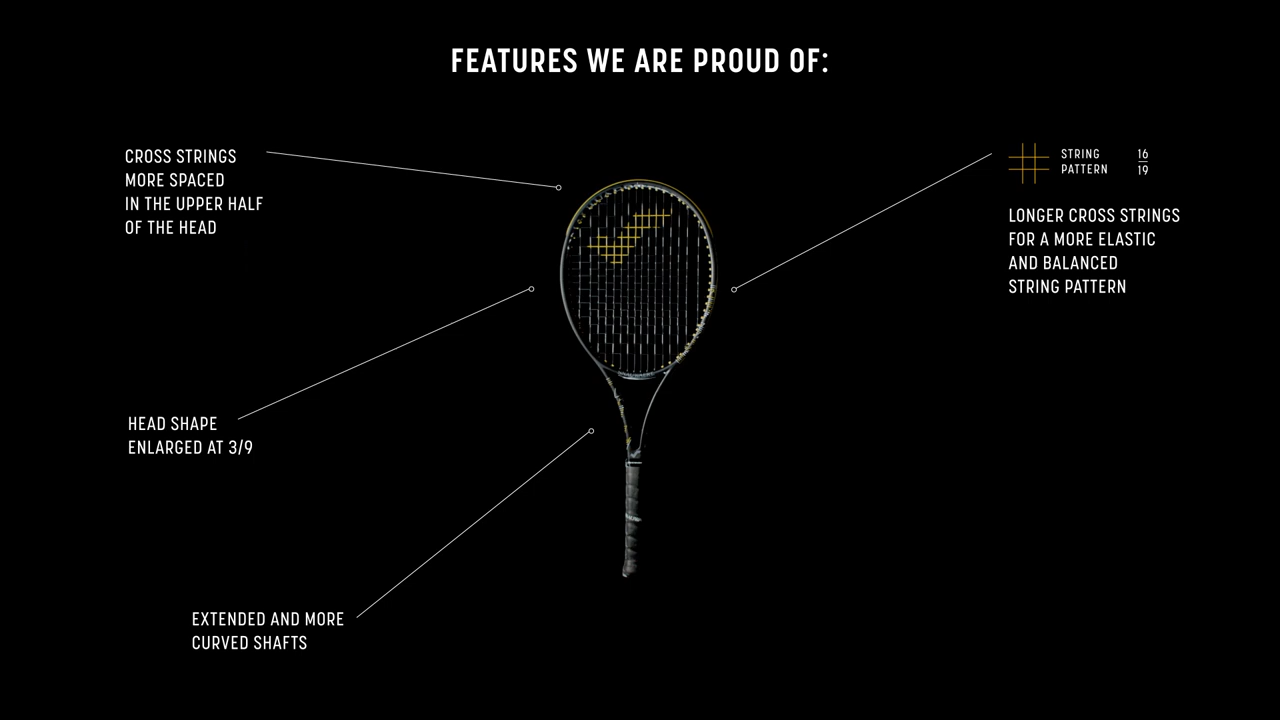 FEATURES WE ARE PROUD OF:
CROSS STRINGS
MORE SPACED
IN THE UPPER HALF
OF THE HEAD
STRING
PATTERN
16
19
LONGER CROSS STRINGS
FOR A MORE ELASTIC
AND BALANCED
STRING PATTERN
HEAD SHAPE
ENLARGED AT 3/9
EXTENDED AND MORE
CURVED SHAFTS